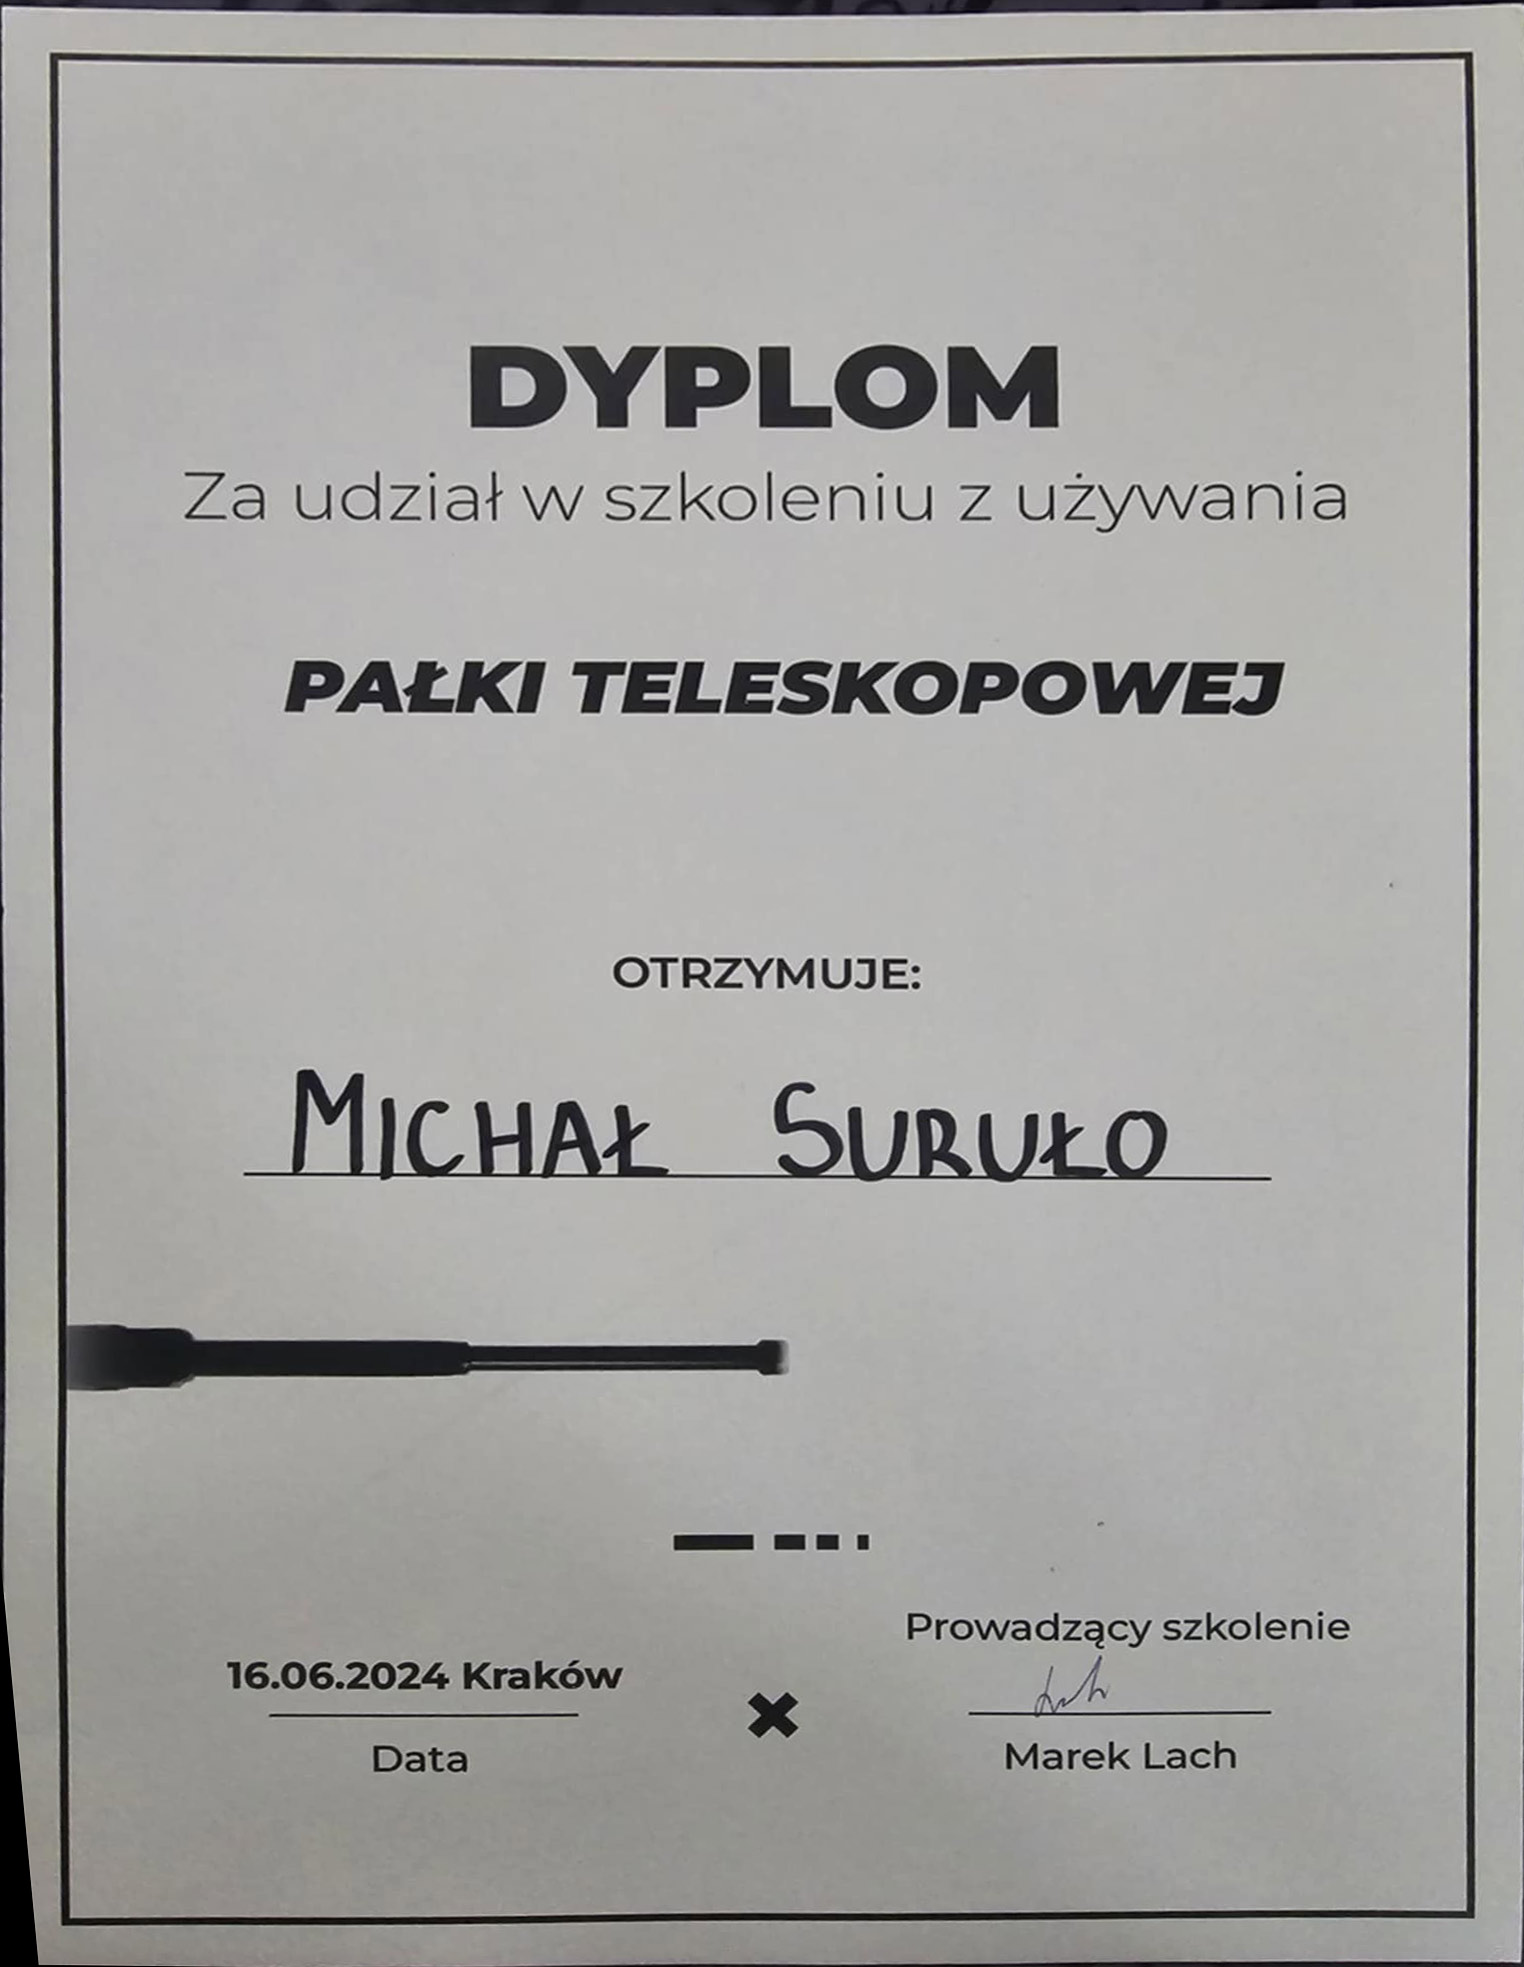 DYPLOM
Za udział w szkoleniu z używania
PAŁKI TELESKOPOWEJ
OTRZYMUJE:
MICHAŁ SURUŁO
Prowadzący szkolenie
16.06.2024 Kraków
Data
Marek Lach